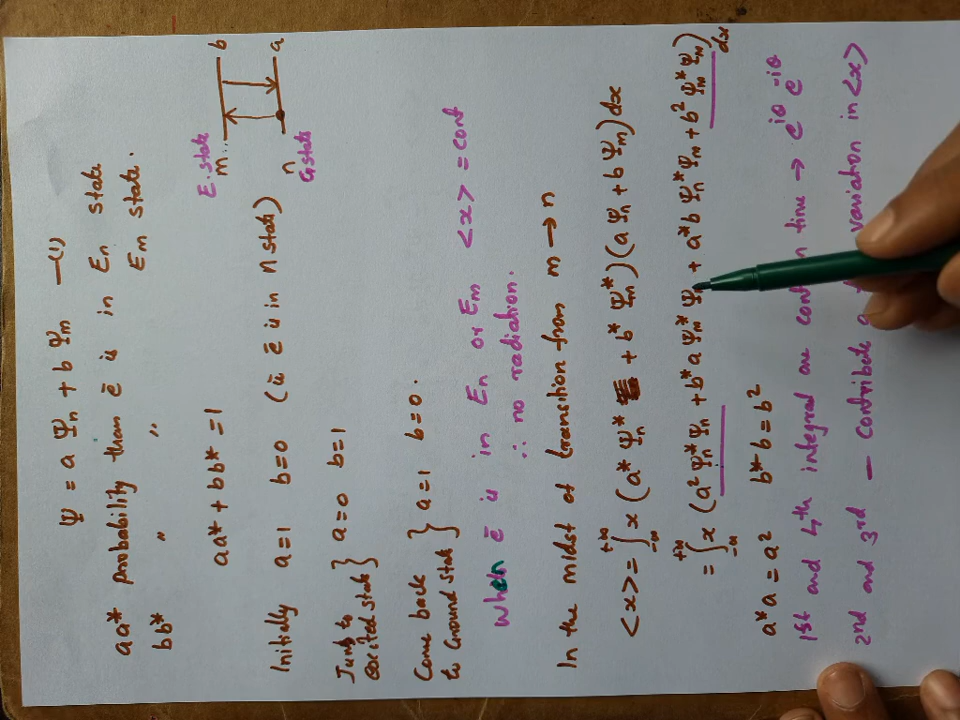 Ψ = a Ψn + b Ψm —(1)
aa* probability then ē is in En state
bb* " " Em state.
aa* + bb* = 1
E. state
m
b
n
a
G state
Initially a=1 b=0 (ie ē is in n state)
Jump to excited state } a=0 b=1
Come back to Ground state } a=1 b=0.
When ē is in En or Em <x> = cont
∴ no radiation.
In the midst of transition from m → n
<x> = ∫ x (a* Ψn* + b* Ψm*) (a Ψn + b Ψm) dx
= ∫ x (a² Ψn* Ψn + b* a Ψm* Ψn + a* b Ψn* Ψm + b² Ψm* Ψm) dx
a* a = a² b* b = b²
1st and 4th integral are time → e^iθ e^-iθ
2nd and 3rd — contribute variation in <x>